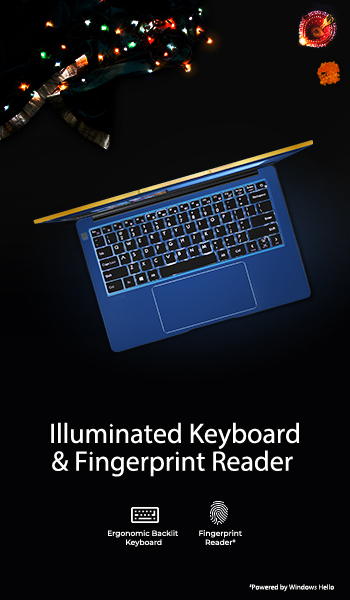 Illuminated Keyboard
& Fingerprint Reader
Ergonomic Backlit
Keyboard
Fingerprint
Reader*
*Powered by Windows Hello